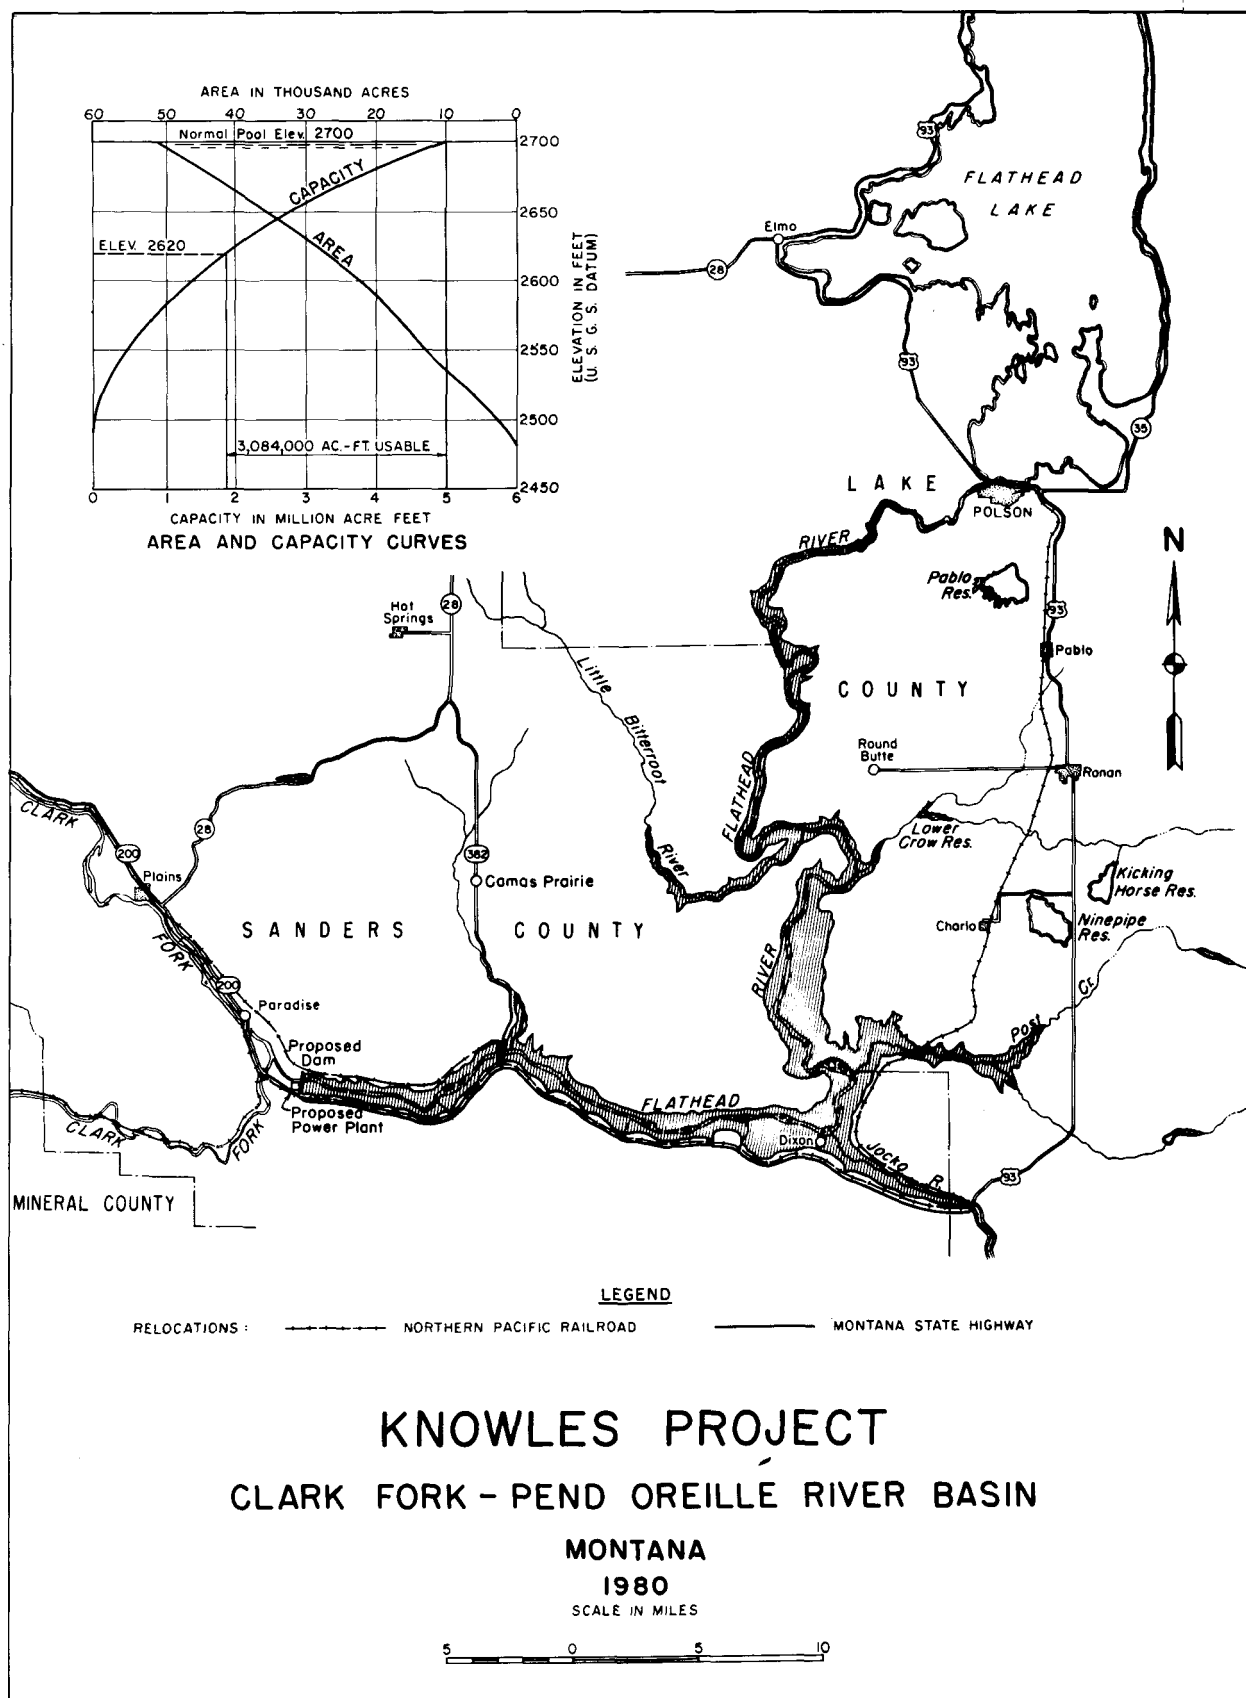 AREA IN THOUSAND ACRES
60 50 40 30 20 10 0
Normal Pool Elev. 2700
2700
CAPACITY
2650
ELEV. 2620
AREA
2600
2550
2500
3,084,000 AC.-FT. USABLE
2450
ELEVATION IN FEET
(U. S. G. S. DATUM)
0 1 2 3 4 5 6
CAPACITY IN MILLION ACRE FEET
AREA AND CAPACITY CURVES
93
FLATHEAD
LAKE
Elmo
28
93
35
LAKE
POLSON
RIVER
N
Pablo
Res.
93
Pablo
Hot
Springs
28
Little
Bitterroot
River
COUNTY
Round
Butte
Ronan
FLATHEAD
Lower
Crow Res.
CLARK
28
200
Plains
382
Camas Prairie
Kicking
Horse Res.
Charlo
Ninepipe
Res.
SANDERS COUNTY
FORK
RIVER
200
Paradise
Post
Cr.
Proposed
Dam
FLATHEAD
Proposed
Power Plant
Dixon
Jocko R.
93
CLARK
FORK
MINERAL COUNTY
LEGEND
RELOCATIONS: NORTHERN PACIFIC RAILROAD MONTANA STATE HIGHWAY
KNOWLES PROJECT
CLARK FORK – PEND OREILLE RIVER BASIN
MONTANA
1980
SCALE IN MILES
5 0 5 10